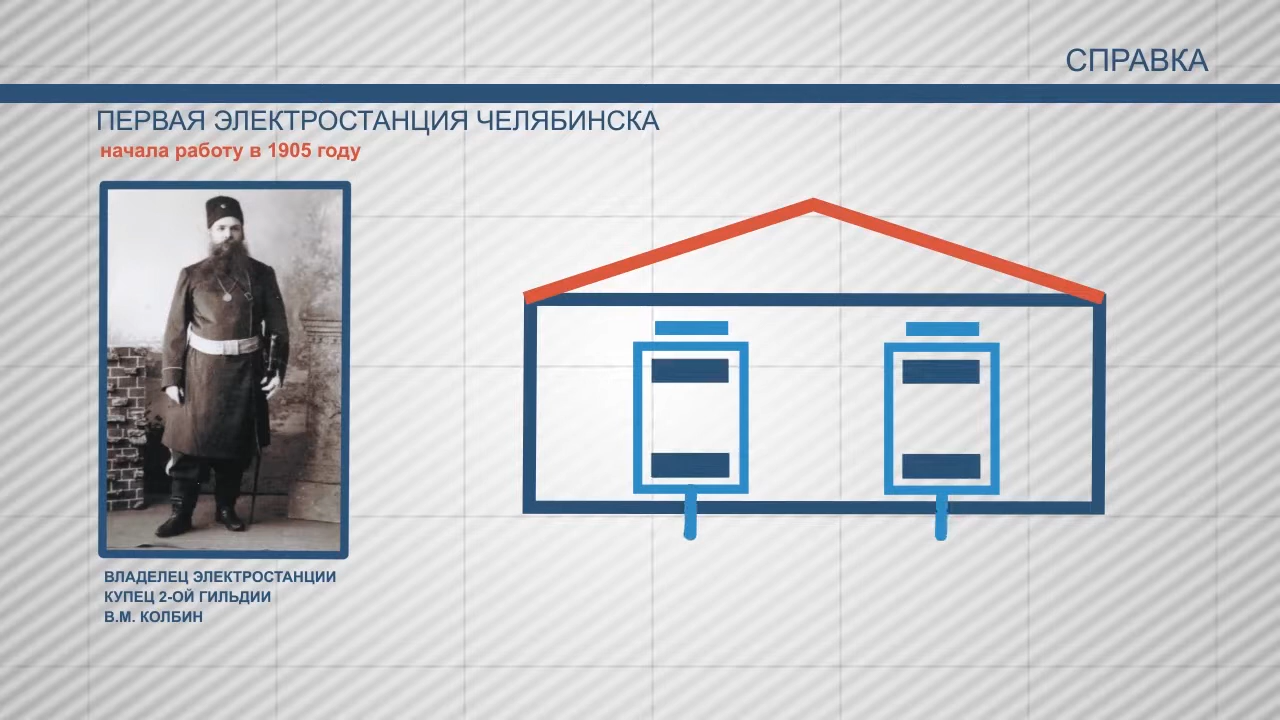 СПРАВКА
ПЕРВАЯ ЭЛЕКТРОСТАНЦИЯ ЧЕЛЯБИНСКА
начала работу в 1905 году
ВЛАДЕЛЕЦ ЭЛЕКТРОСТАНЦИИ
КУПЕЦ 2-ОЙ ГИЛЬДИИ
В.М. КОЛБИН